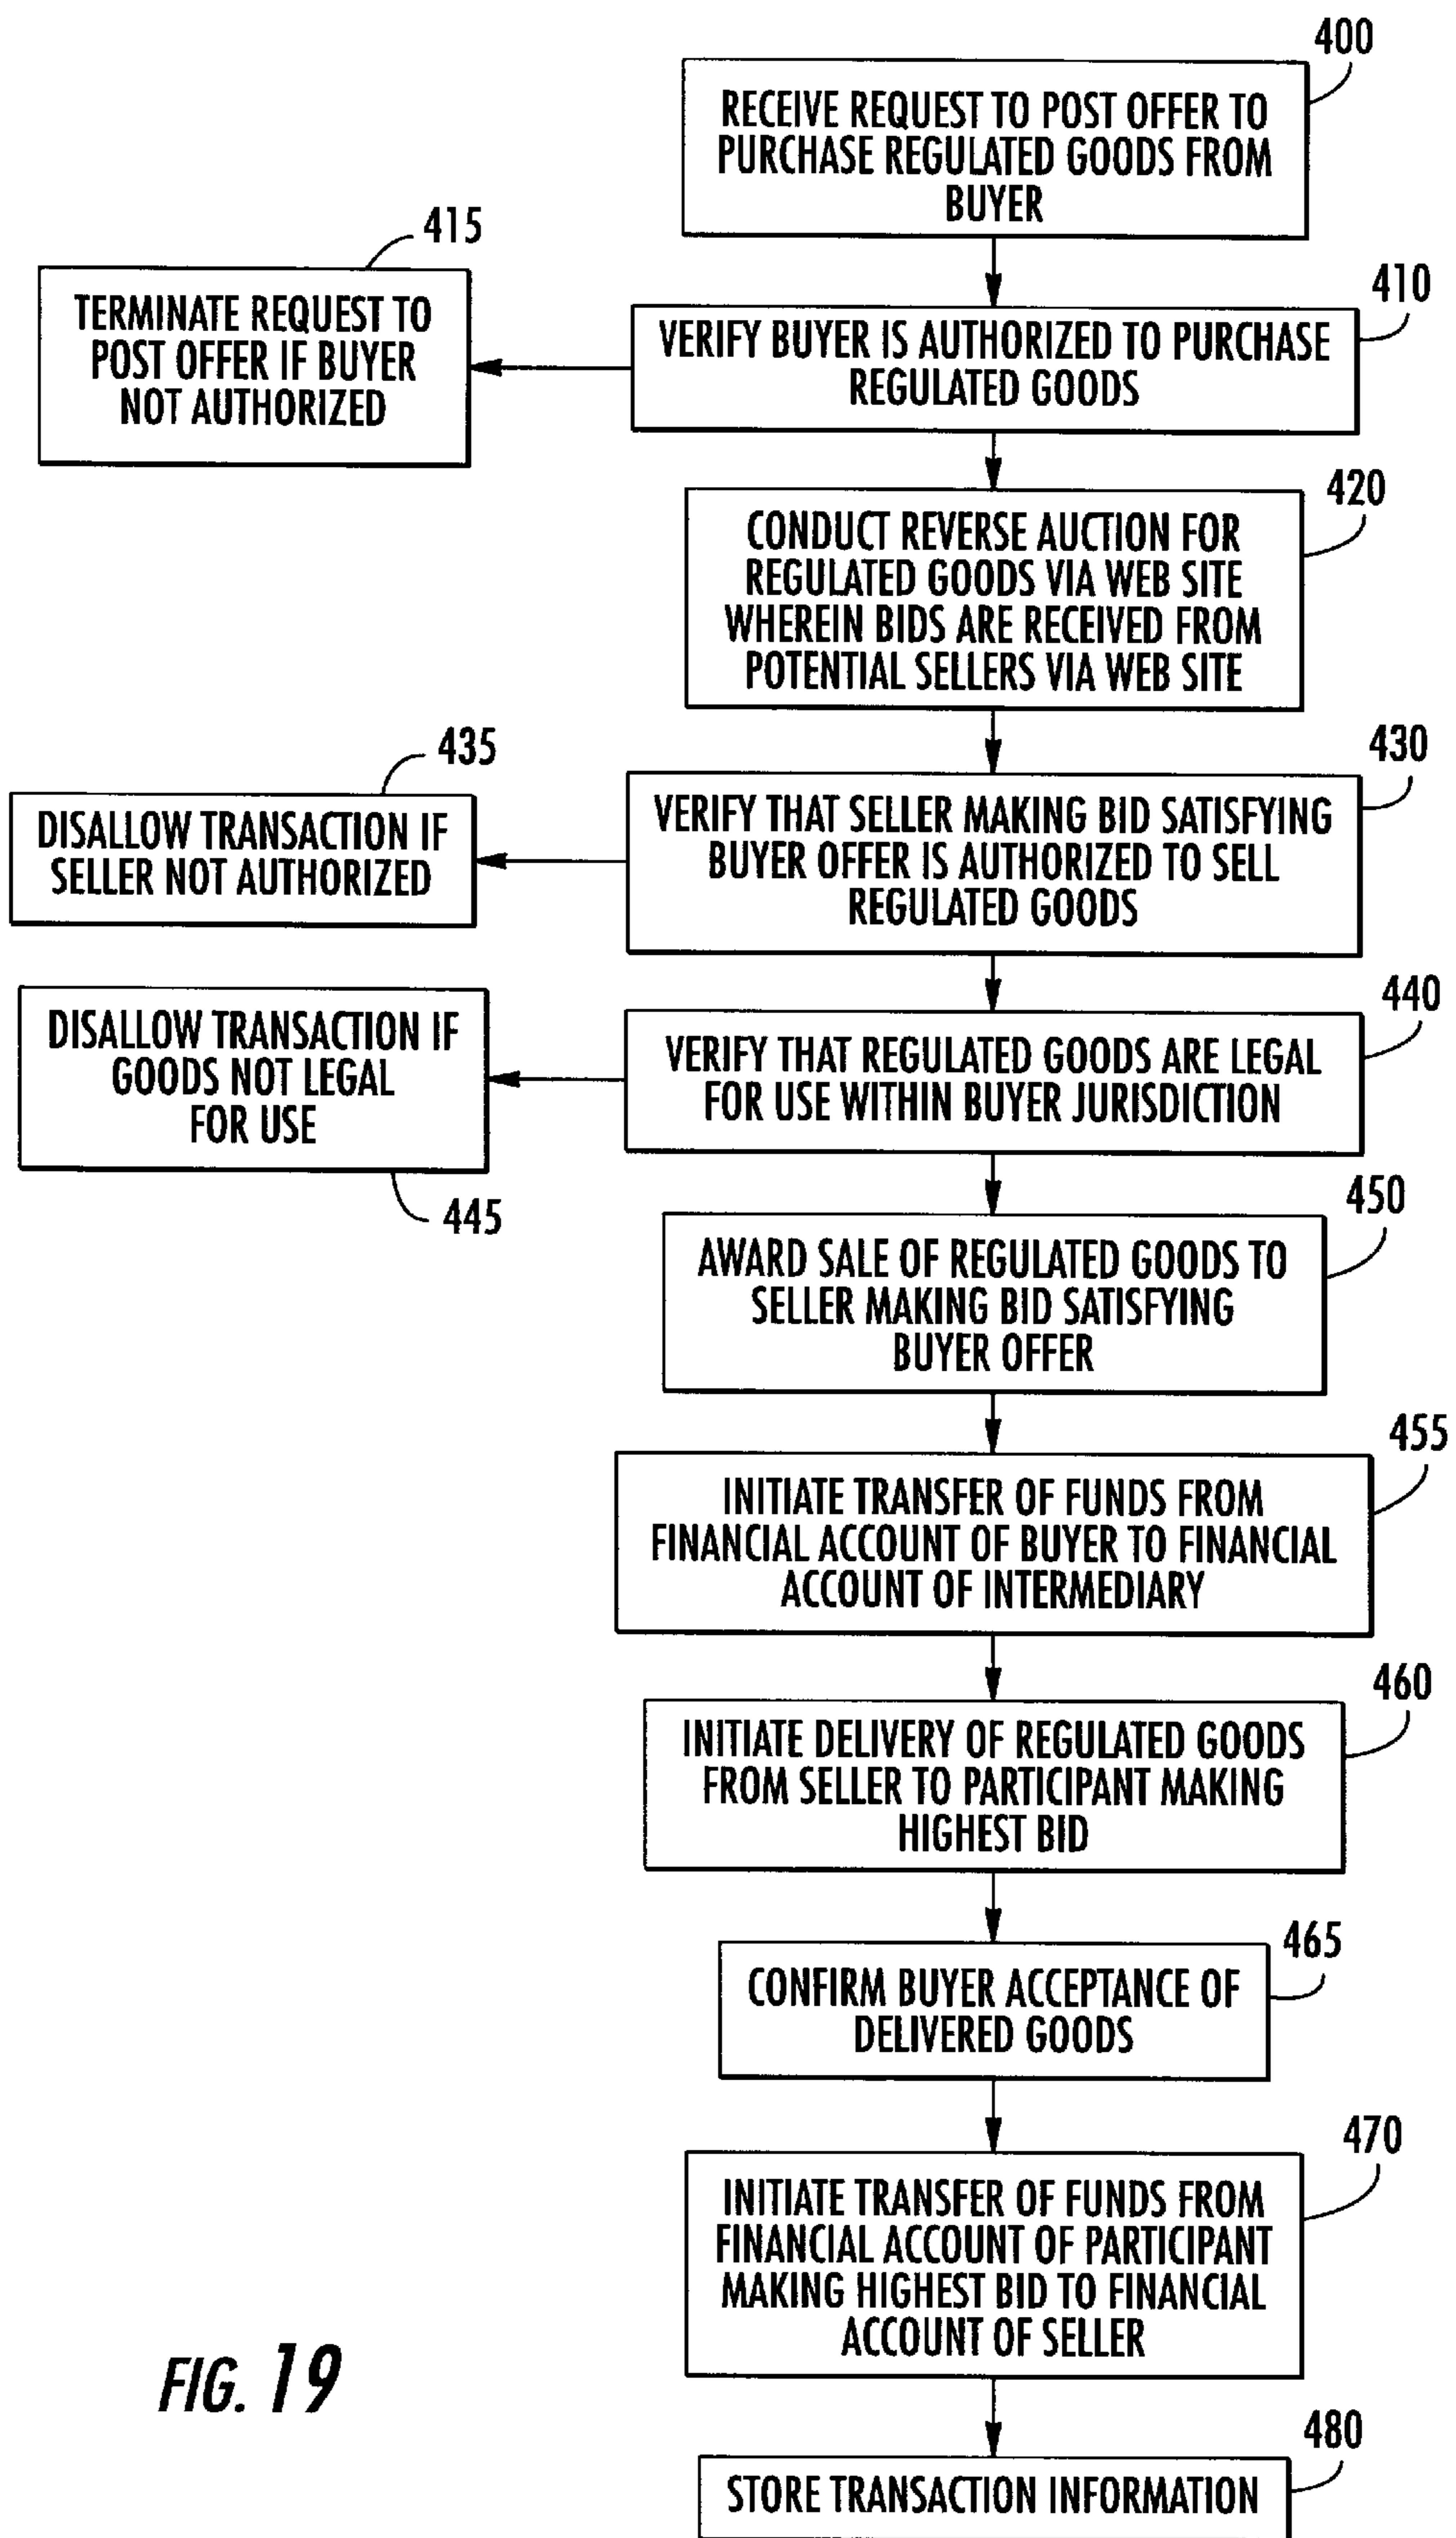 400
RECEIVE REQUEST TO POST OFFER TO
PURCHASE REGULATED GOODS FROM
BUYER
415
TERMINATE REQUEST TO
POST OFFER IF BUYER
NOT AUTHORIZED
410
VERIFY BUYER IS AUTHORIZED TO PURCHASE
REGULATED GOODS
420
CONDUCT REVERSE AUCTION FOR
REGULATED GOODS VIA WEB SITE
WHEREIN BIDS ARE RECEIVED FROM
POTENTIAL SELLERS VIA WEB SITE
435
DISALLOW TRANSACTION IF
SELLER NOT AUTHORIZED
430
VERIFY THAT SELLER MAKING BID SATISFYING
BUYER OFFER IS AUTHORIZED TO SELL
REGULATED GOODS
DISALLOW TRANSACTION IF
GOODS NOT LEGAL
FOR USE
445
440
VERIFY THAT REGULATED GOODS ARE LEGAL
FOR USE WITHIN BUYER JURISDICTION
450
AWARD SALE OF REGULATED GOODS TO
SELLER MAKING BID SATISFYING
BUYER OFFER
455
INITIATE TRANSFER OF FUNDS FROM
FINANCIAL ACCOUNT OF BUYER TO FINANCIAL
ACCOUNT OF INTERMEDIARY
460
INITIATE DELIVERY OF REGULATED GOODS
FROM SELLER TO PARTICIPANT MAKING
HIGHEST BID
465
CONFIRM BUYER ACCEPTANCE OF
DELIVERED GOODS
470
INITIATE TRANSFER OF FUNDS FROM
FINANCIAL ACCOUNT OF PARTICIPANT
MAKING HIGHEST BID TO FINANCIAL
ACCOUNT OF SELLER
480
STORE TRANSACTION INFORMATION
FIG. 19